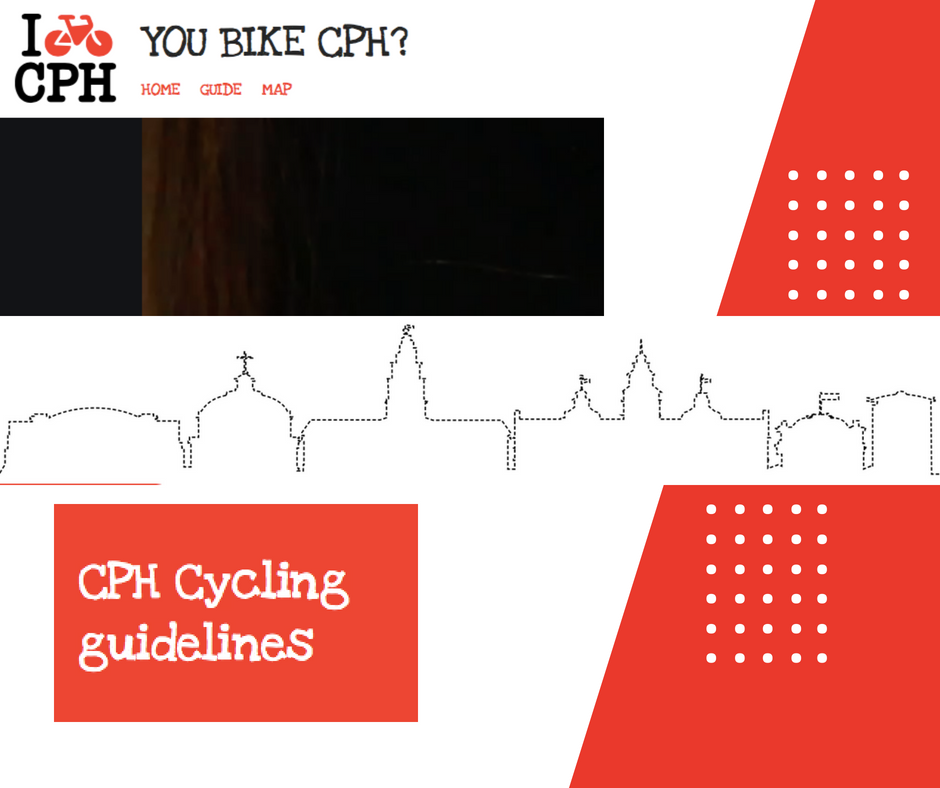 I
CPH
YOU BIKE CPH?
HOME GUIDE MAP
CPH Cycling
guidelines